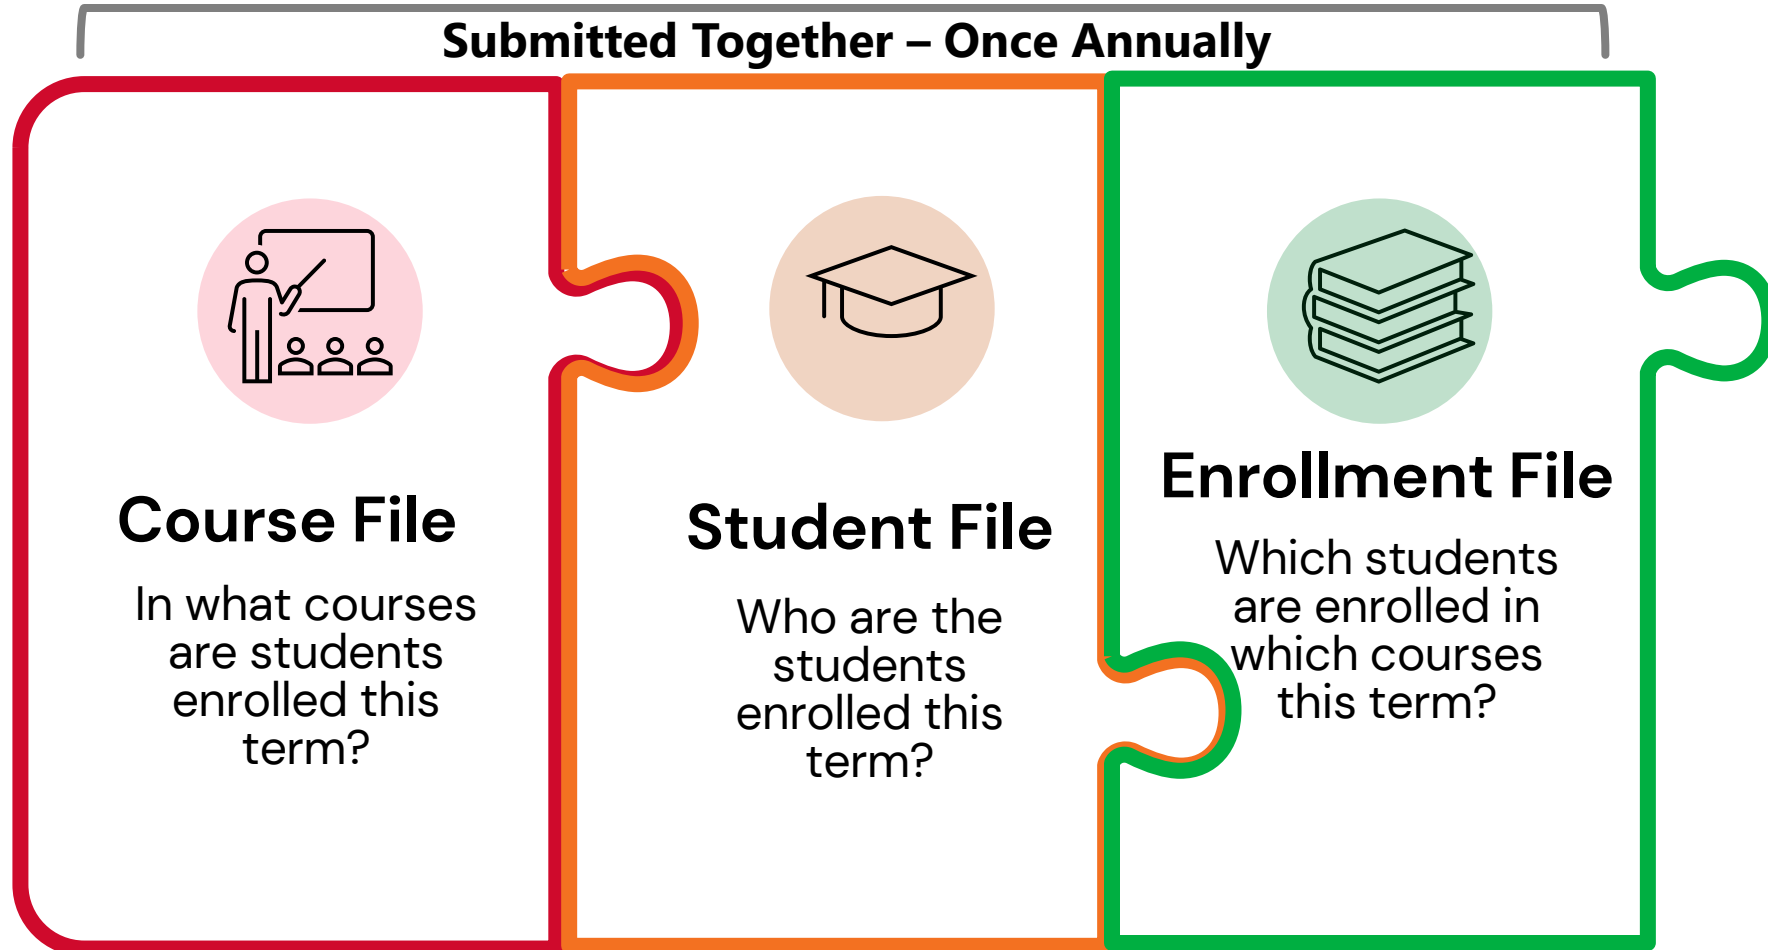 Submitted Together – Once Annually
Course File
In what courses
are students
enrolled this
term?
Student File
Who are the
students
enrolled this
term?
Enrollment File
Which students
are enrolled in
which courses
this term?